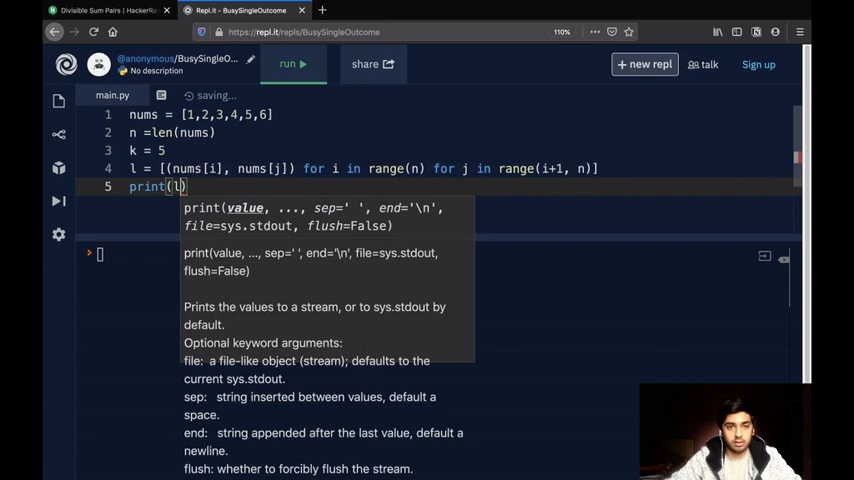 Divisible Sum Pairs | HackerRan
Repl.it - BusySingleOutcome
https://repl.it/repls/BusySingleOutcome
110%
@anonymous/BusySingleO...
No description
run
share
+ new repl
talk
Sign up
main.py
saving...
1 nums = [1,2,3,4,5,6]
2 n =len(nums)
3 k = 5
4 l = [(nums[i], nums[j]) for i in range(n) for j in range(i+1, n)]
5 print(l)
print(value, ..., sep=' ', end='\n',
file=sys.stdout, flush=False)
print(value, ..., sep=' ', end='\n', file=sys.stdout,
flush=False)
Prints the values to a stream, or to sys.stdout by
default.
Optional keyword arguments:
file: a file-like object (stream); defaults to the
current sys.stdout.
sep: string inserted between values, default a
space.
end: string appended after the last value, default a
newline.
flush: whether to forcibly flush the stream.